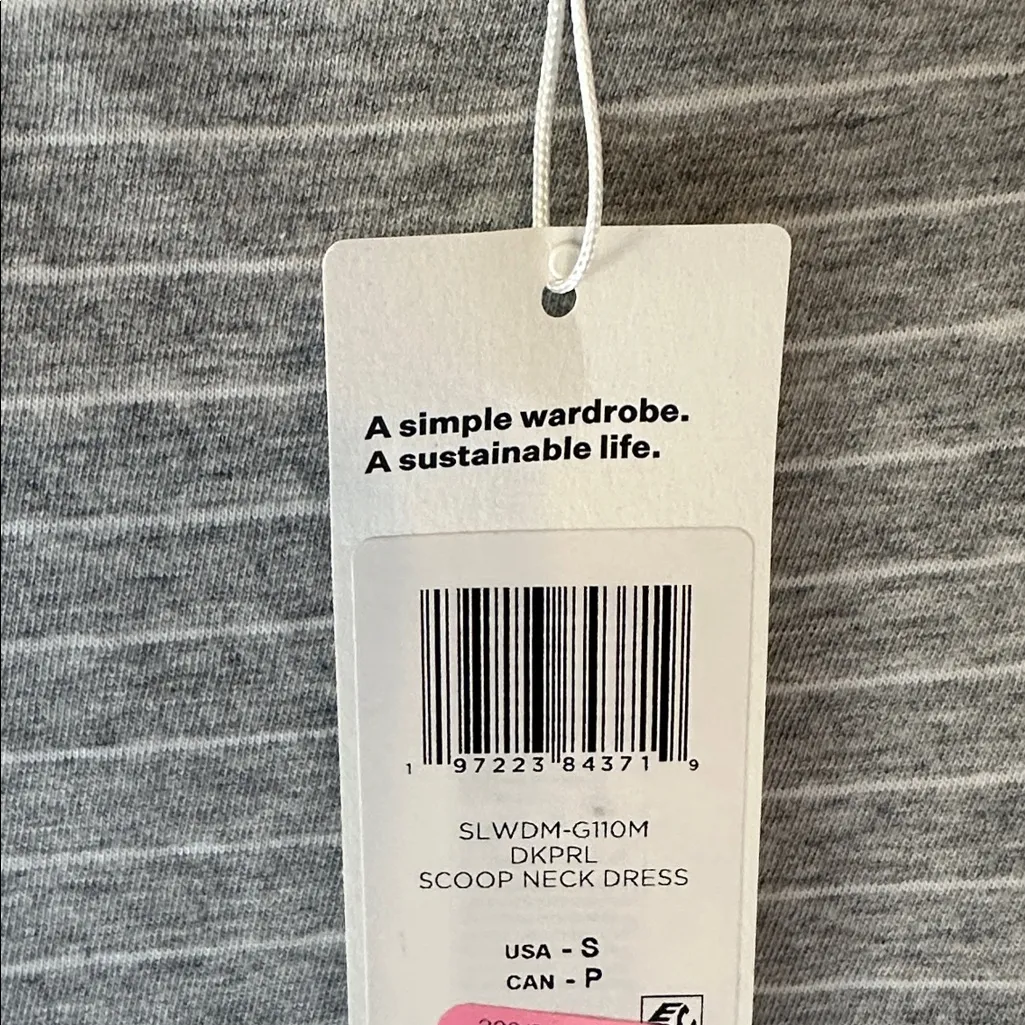 A simple wardrobe.
A sustainable life.
1 97223 84371 9
SLWDM-G110M
DKPRL
SCOOP NECK DRESS
USA - S
CAN - P